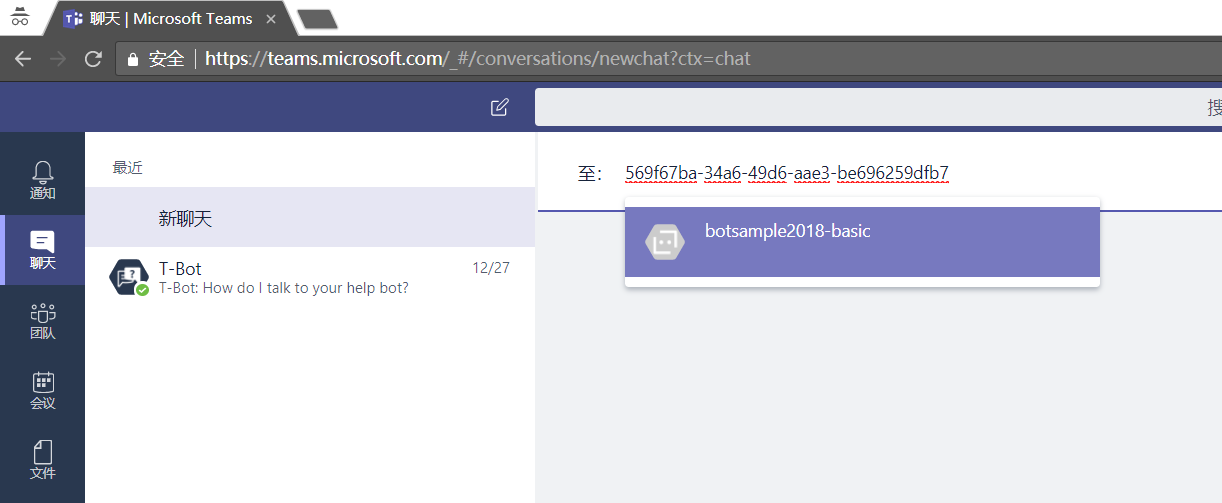 聊天 | Microsoft Teams
安全 https://teams.microsoft.com/_#/conversations/newchat?ctx=chat
搜
通知
聊天
团队
会议
文件
最近
新聊天
T-Bot 12/27
T-Bot: How do I talk to your help bot?
至: 569f67ba-34a6-49d6-aae3-be696259dfb7
botsample2018-basic